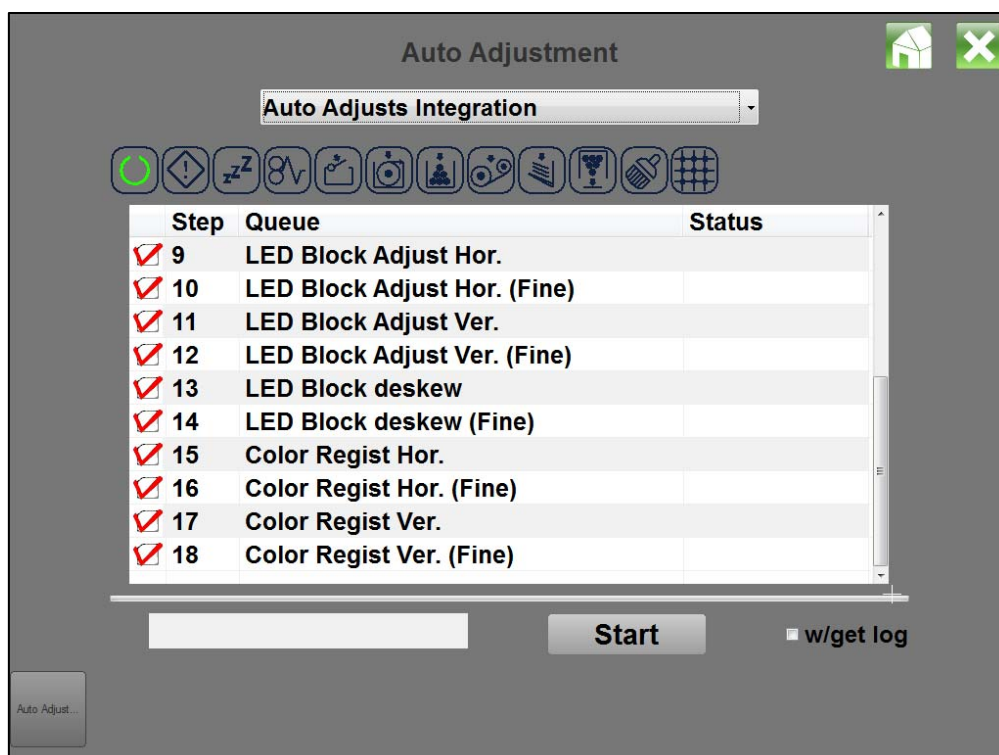 Auto Adjustment
Auto Adjusts Integration
zzZ
Step Queue Status
9 LED Block Adjust Hor.
10 LED Block Adjust Hor. (Fine)
11 LED Block Adjust Ver.
12 LED Block Adjust Ver. (Fine)
13 LED Block deskew
14 LED Block deskew (Fine)
15 Color Regist Hor.
16 Color Regist Hor. (Fine)
17 Color Regist Ver.
18 Color Regist Ver. (Fine)
Start w/get log
Auto Adjust...